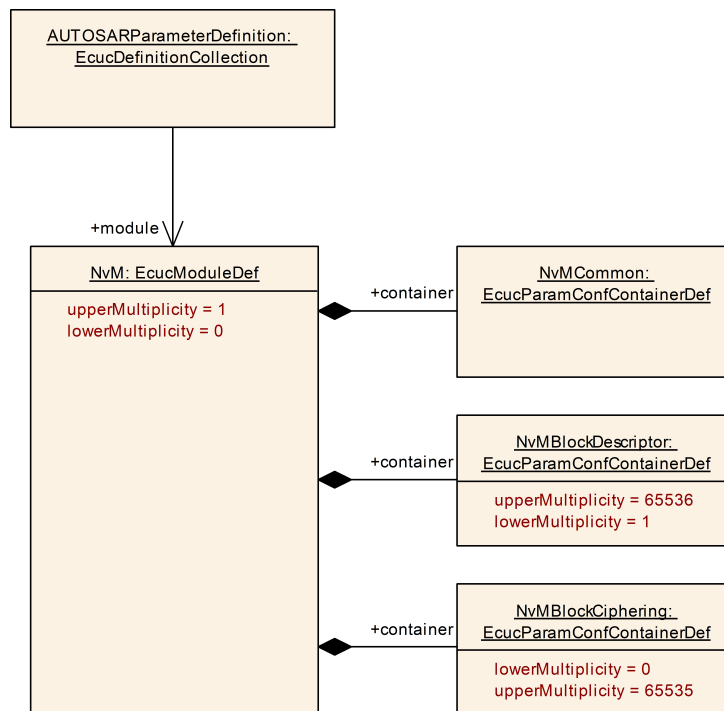 AUTOSARParameterDefinition:
EcucDefinitionCollection
+module
NvM: EcucModuleDef
upperMultiplicity = 1
lowerMultiplicity = 0
+container
NvMCommon:
EcucParamConfContainerDef
+container
NvMBlockDescriptor:
EcucParamConfContainerDef
upperMultiplicity = 65536
lowerMultiplicity = 1
+container
NvMBlockCiphering:
EcucParamConfContainerDef
lowerMultiplicity = 0
upperMultiplicity = 65535